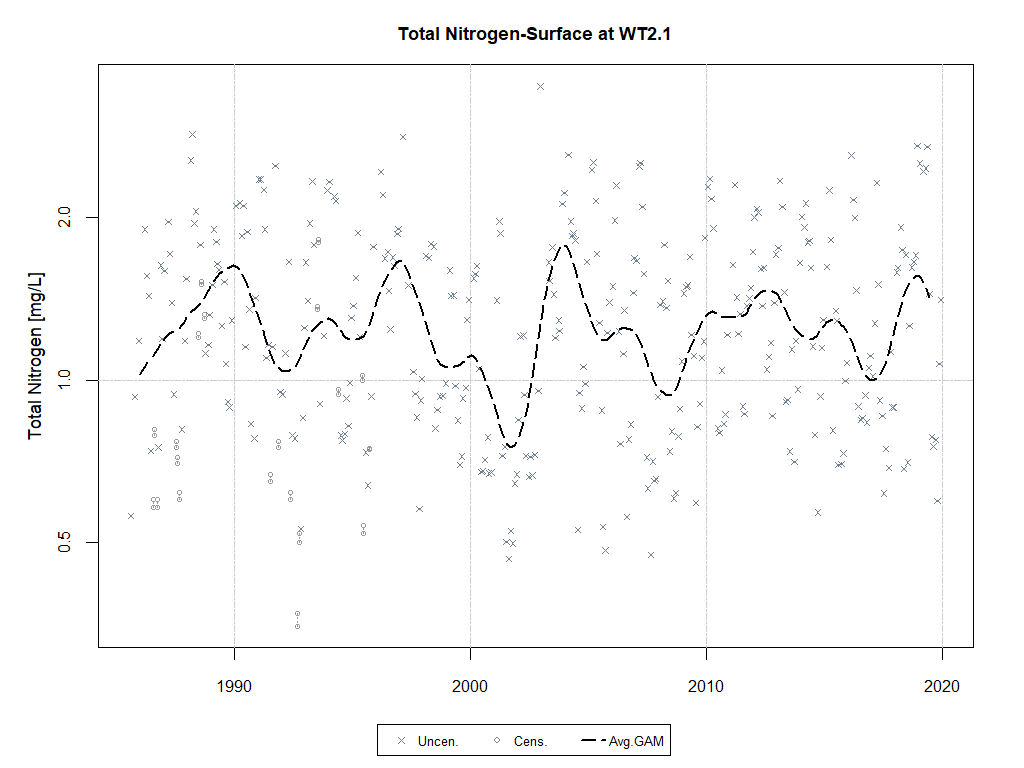 Total Nitrogen-Surface at WT2.1
Total Nitrogen [mg/L]
2.0
1.0
0.5
1990
2000
2010
2020
Uncen.
Cens.
Avg.GAM